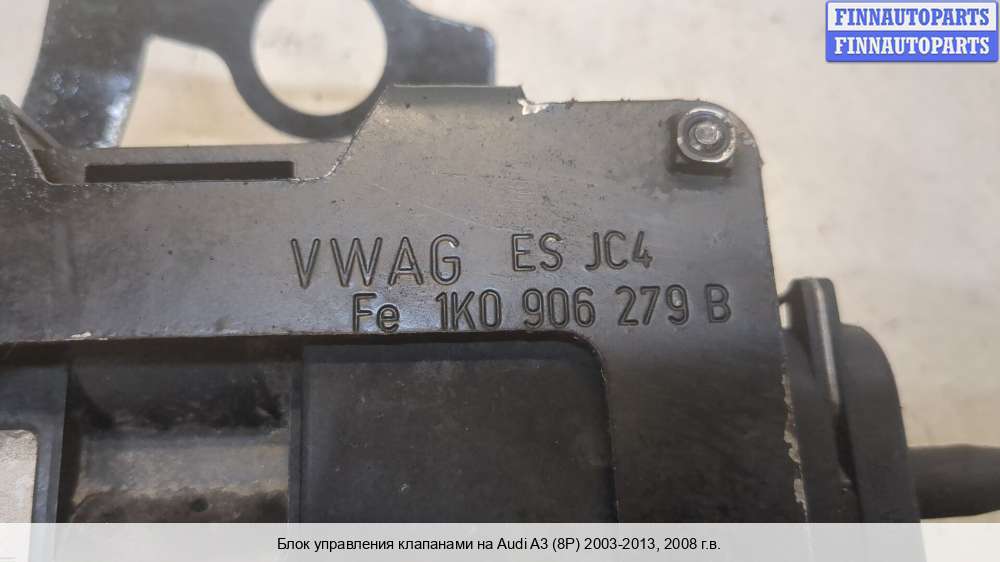 FINNAUTOPARTS
FINNAUTOPARTS
VWAG ES JC4
Fe 1K0 906 279 B
Блок управления клапанами на Audi A3 (8P) 2003-2013, 2008 г.в.